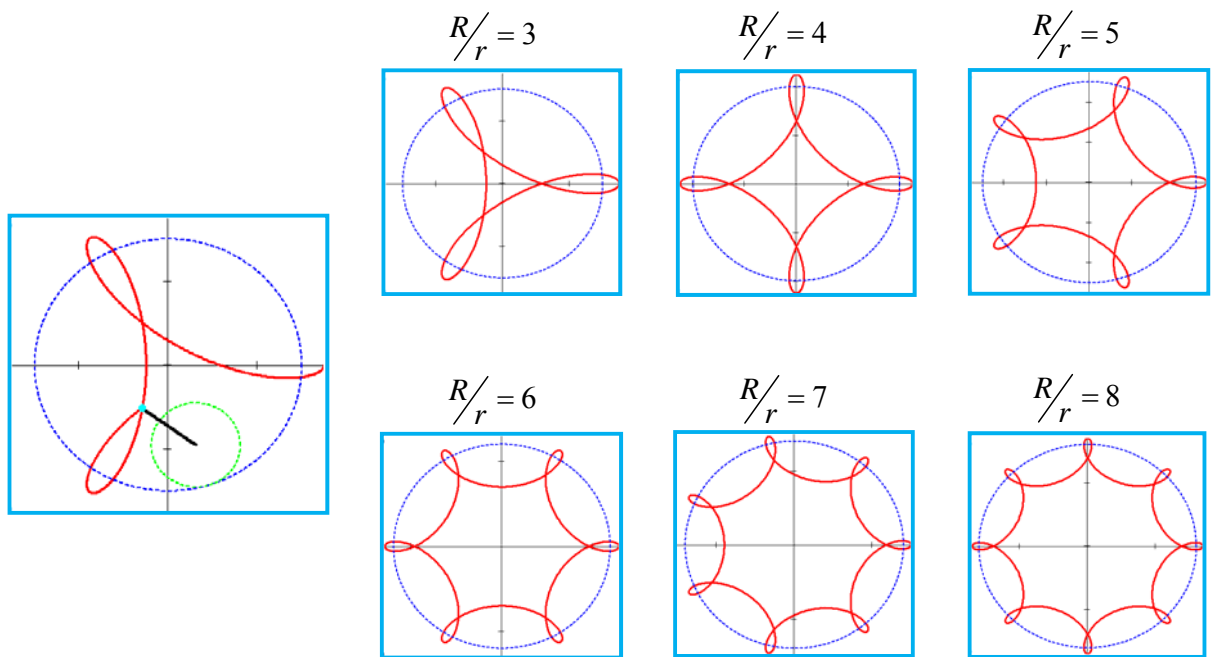 R/r = 3
R/r = 4
R/r = 5
R/r = 6
R/r = 7
R/r = 8